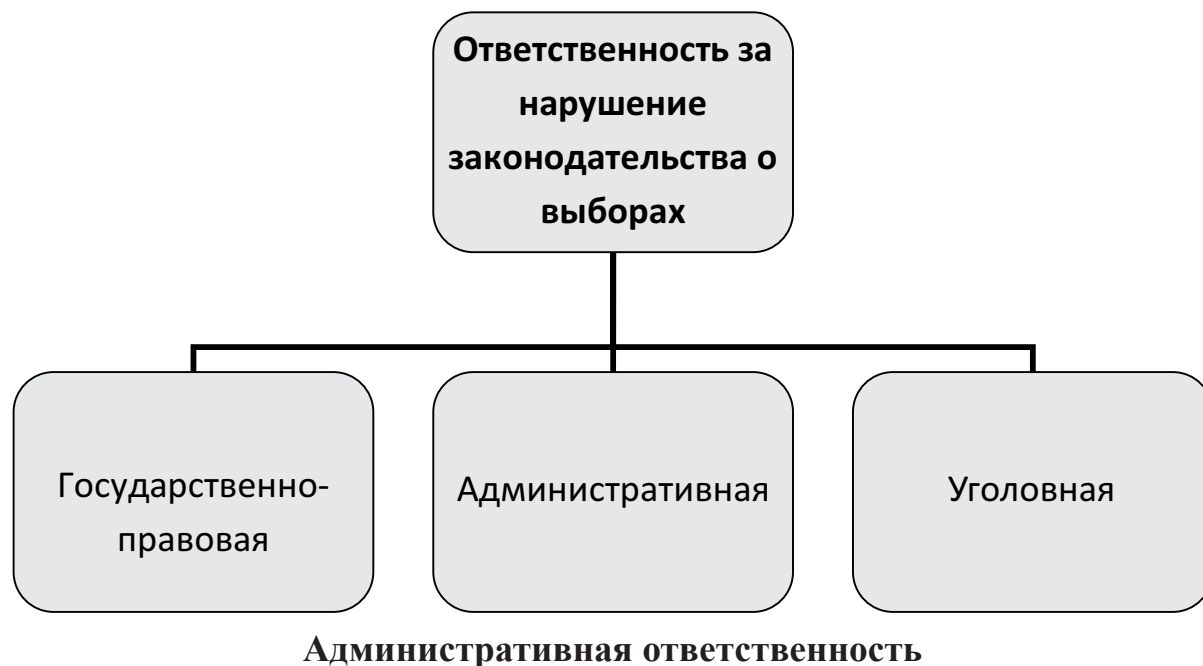 Ответственность за
нарушение
законодательства о
выборах
Государственно-
правовая
Административная
Уголовная
Административная ответственность